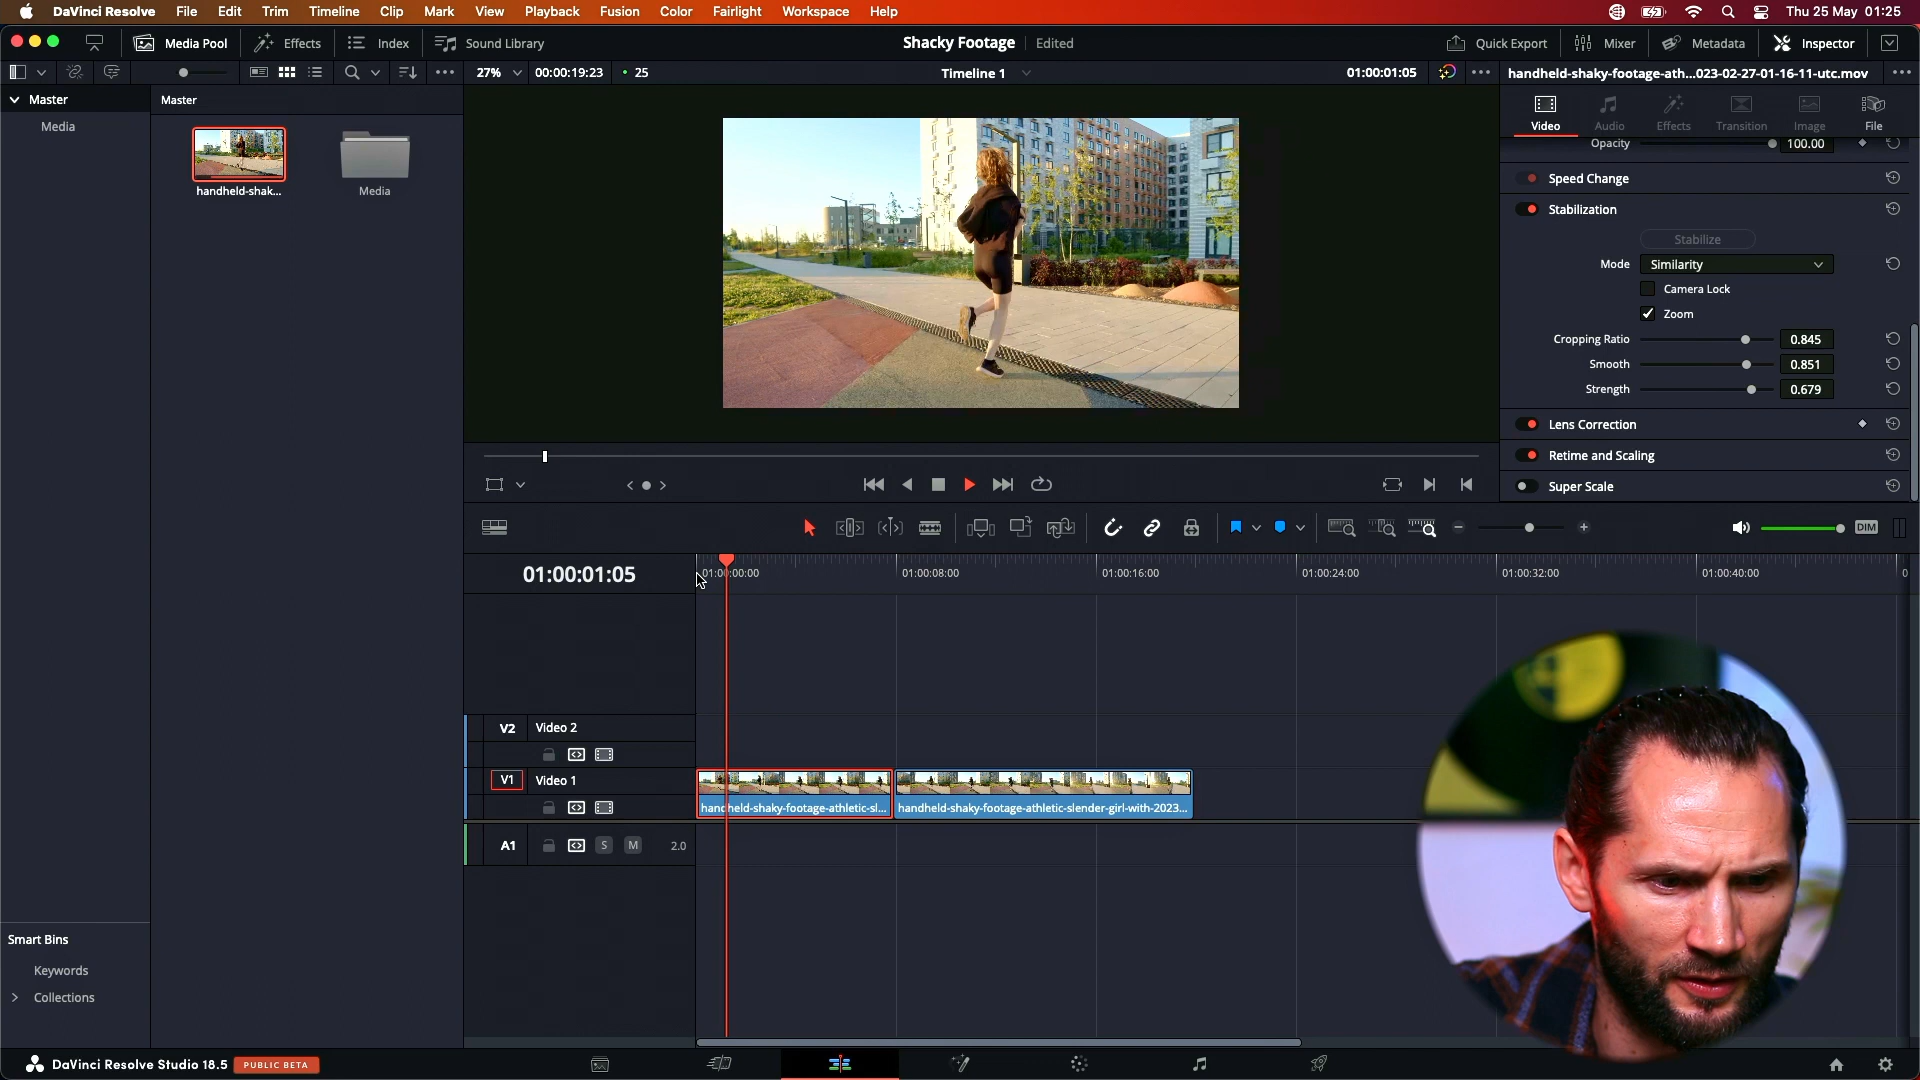 DaVinci Resolve File Edit Trim Timeline Clip Mark View Playback Fusion Color Fairlight Workspace Help Thu 25 May 01:25
Media Pool Effects Index Sound Library Shacky Footage Edited Quick Export Mixer Metadata Inspector
27% 00:00:19:23 25 Timeline 1 01:00:01:05 handheld-shaky-footage-ath...023-02-27-01-16-11-utc.mov
Master Master
Media
handheld-shak...
Media
Video Audio Effects Transition Image File
Opacity 100.00
Speed Change
Stabilization
Stabilize
Mode Similarity
Camera Lock
Zoom
Cropping Ratio 0.845
Smooth 0.851
Strength 0.679
Lens Correction
Retime and Scaling
Super Scale
DIM
01:00:01:05
01:00:00:00 01:00:08:00 01:00:16:00 01:00:24:00 01:00:32:00 01:00:40:00 0
V2 Video 2
V1 Video 1
handheld-shaky-footage-athletic-sl... handheld-shaky-footage-athletic-slender-girl-with-2023...
A1 S M 2.0
Smart Bins
Keywords
Collections
DaVinci Resolve Studio 18.5 PUBLIC BETA